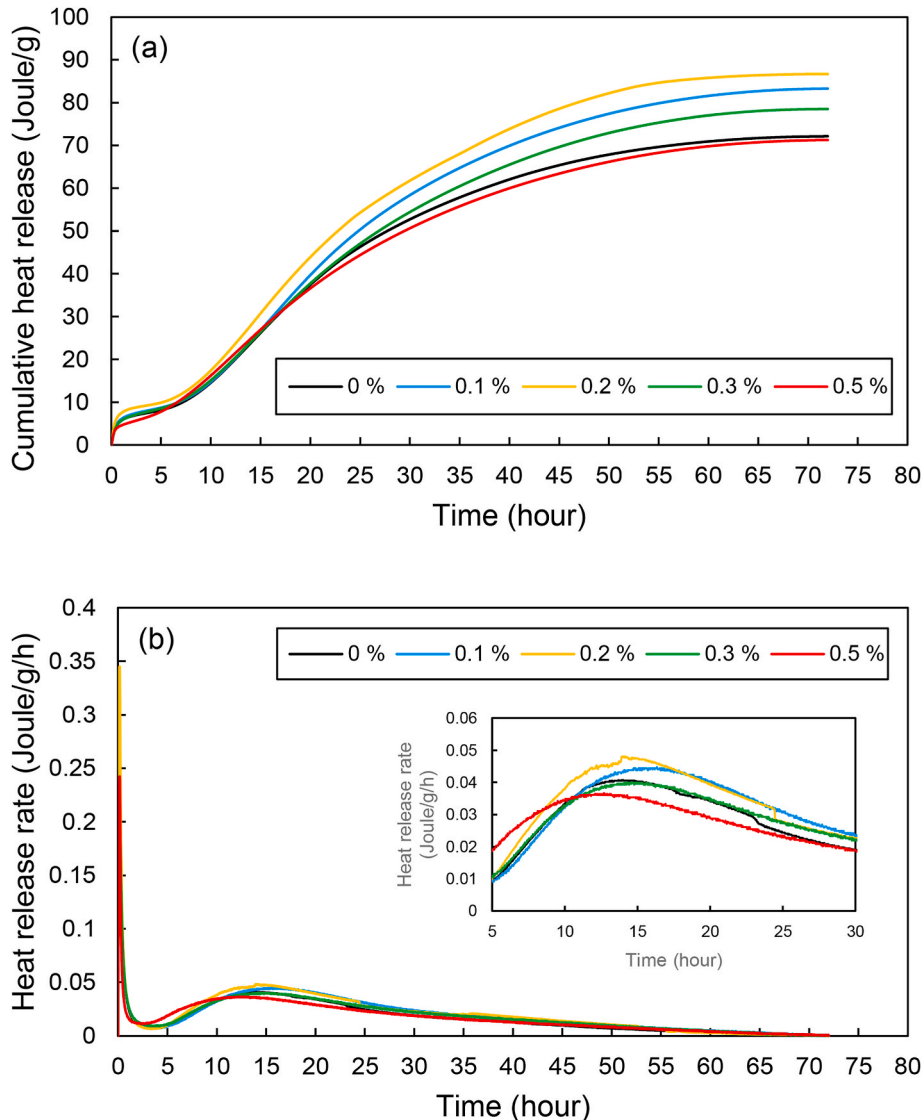 (a)
Cumulative heat release (Joule/g)
100
90
80
70
60
50
40
30
20
10
0
0 % 0.1 % 0.2 % 0.3 % 0.5 %
0 5 10 15 20 25 30 35 40 45 50 55 60 65 70 75 80
Time (hour)
(b)
Heat release rate (Joule/g/h)
0.4
0.35
0.3
0.25
0.2
0.15
0.1
0.05
0
0 % 0.1 % 0.2 % 0.3 % 0.5 %
Heat release rate
(Joule/g/h)
0.06
0.05
0.04
0.03
0.02
0.01
0
5 10 15 20 25 30
Time (hour)
0 5 10 15 20 25 30 35 40 45 50 55 60 65 70 75 80
Time (hour)